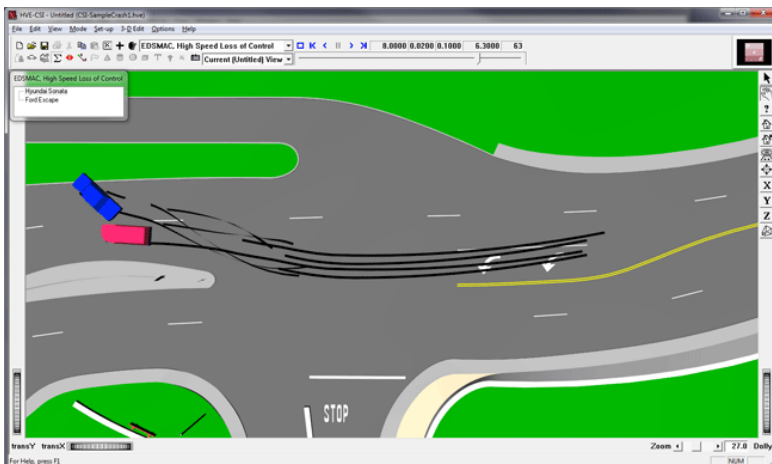 HVE-CSI - Untitled (CSI-SampleCrash1.hve)
File Edit View Mode Set-up 3-D Edit Options Help
EDSMAC, High Speed Loss of Control 8.0000 0.0200 0.1000 6.3000 63
Current (Untitled) View
EDSMAC, High Speed Loss of Control
Hyundai Sonata
Ford Escape
?
X
Y
Z
STOP
transY transX Zoom 27.0 Dolly
For Help, press F1 NUM